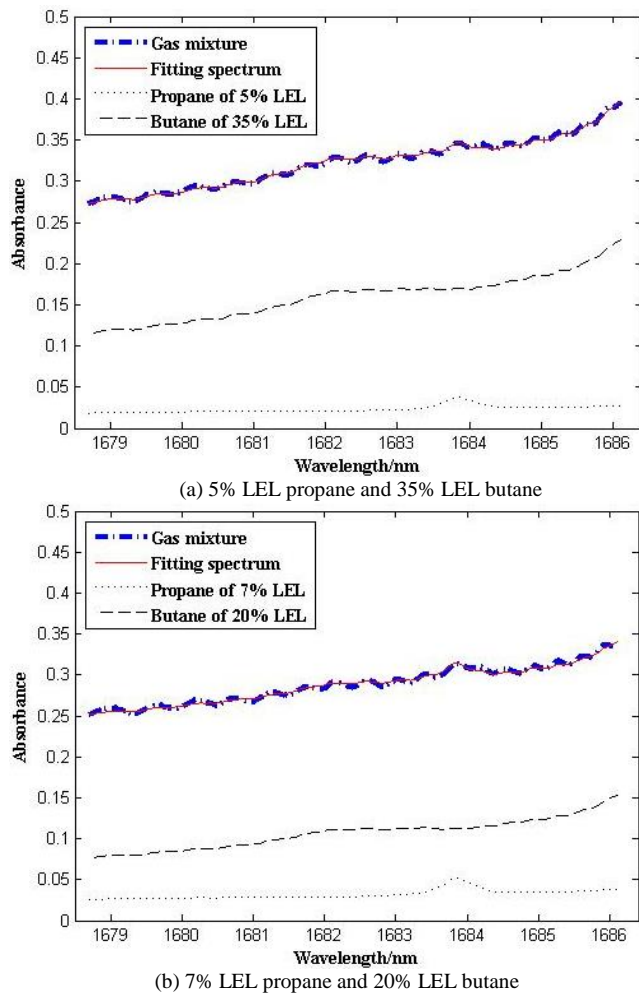 0.5
0.45
0.4
0.35
0.3
0.25
0.2
0.15
0.1
0.05
0
Absorbance
Gas mixture
Fitting spectrum
Propane of 5% LEL
Butane of 35% LEL
1679 1680 1681 1682 1683 1684 1685 1686
Wavelength/nm
(a) 5% LEL propane and 35% LEL butane
0.5
0.45
0.4
0.35
0.3
0.25
0.2
0.15
0.1
0.05
0
Absorbance
Gas mixture
Fitting spectrum
Propane of 7% LEL
Butane of 20% LEL
1679 1680 1681 1682 1683 1684 1685 1686
Wavelength/nm
(b) 7% LEL propane and 20% LEL butane